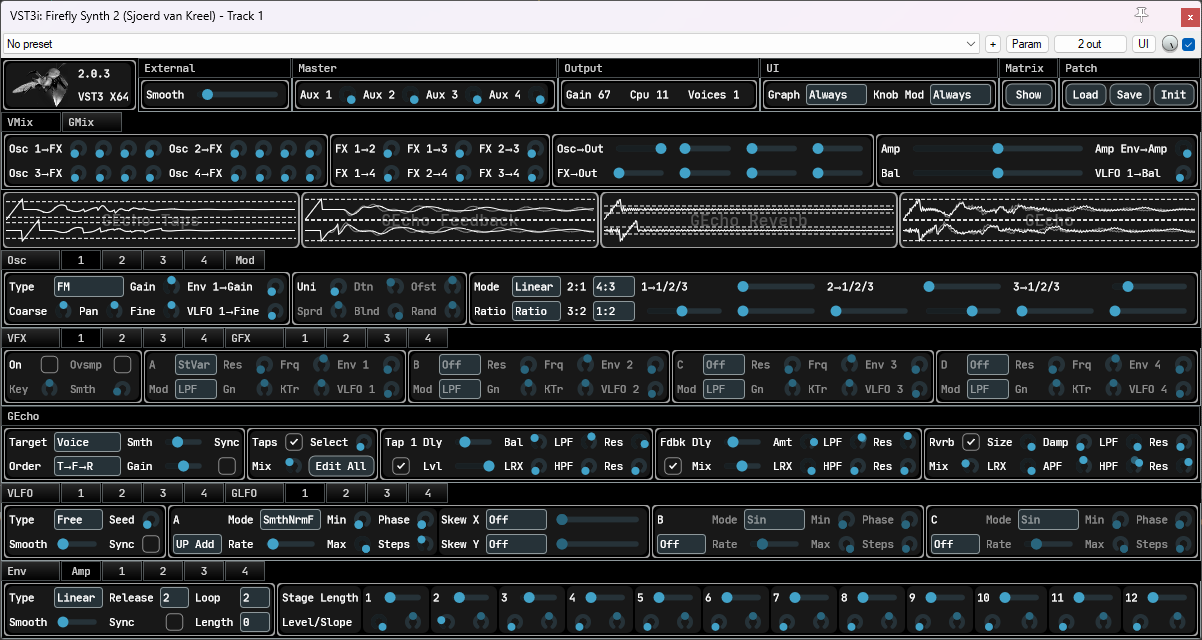 VST3i: Firefly Synth 2 (Sjoerd van Kreel) - Track 1
No preset + Param 2 out UI
2.0.3 External Master Output UI Matrix Patch
VST3 X64 Smooth Aux 1 Aux 2 Aux 3 Aux 4 Gain 67 Cpu 11 Voices 1 Graph Always Knob Mod Always Show Load Save Init
VMix GMix
Osc 1→FX Osc 2→FX FX 1→2 FX 1→3 FX 2→3 Osc→Out Amp Amp Env→Amp
Osc 3→FX Osc 4→FX FX 1→4 FX 2→4 FX 3→4 FX→Out Bal VLFO 1→Bal
GEcho Tape GEcho Feedback GEcho Reverb GEcho
Osc 1 2 3 4 Mod
Type FM Gain Env 1→Gain Uni Dtn Ofst Mode Linear 2:1 4:3 1→1/2/3 2→1/2/3 3→1/2/3
Coarse Pan Fine VLFO 1→Fine Sprd Blnd Rand Ratio Ratio 3:2 1:2
VFX 1 2 3 4 GFX 1 2 3 4
On Ovsmp A StVar Res Frq Env 1 B Off Res Frq Env 2 C Off Res Frq Env 3 D Off Res Frq Env 4
Key Smth Mod LPF Gn KTr VLFO 1 Mod LPF Gn KTr VLFO 2 Mod LPF Gn KTr VLFO 3 Mod LPF Gn KTr VLFO 4
GEcho
Target Voice Smth Sync Taps Select Tap 1 Dly Bal LPF Res Fdbk Dly Amt LPF Res Rvrb Size Damp LPF Res
Order T→F→R Gain Mix Edit All Lvl LRX HPF Res Mix LRX HPF Res Mix LRX APF HPF Res
VLFO 1 2 3 4 GLFO 1 2 3 4
Type Free Seed A Mode SmthNrmF Min Phase Skew X Off B Mode Sin Min Phase C Mode Sin Min Phase
Smooth Sync UP Add Rate Max Steps Skew Y Off Off Rate Max Steps Off Rate Max Steps
Env Amp 1 2 3 4
Type Linear Release 2 Loop 2 Stage Length 1 2 3 4 5 6 7 8 9 10 11 12
Smooth Sync Length 0 Level/Slope